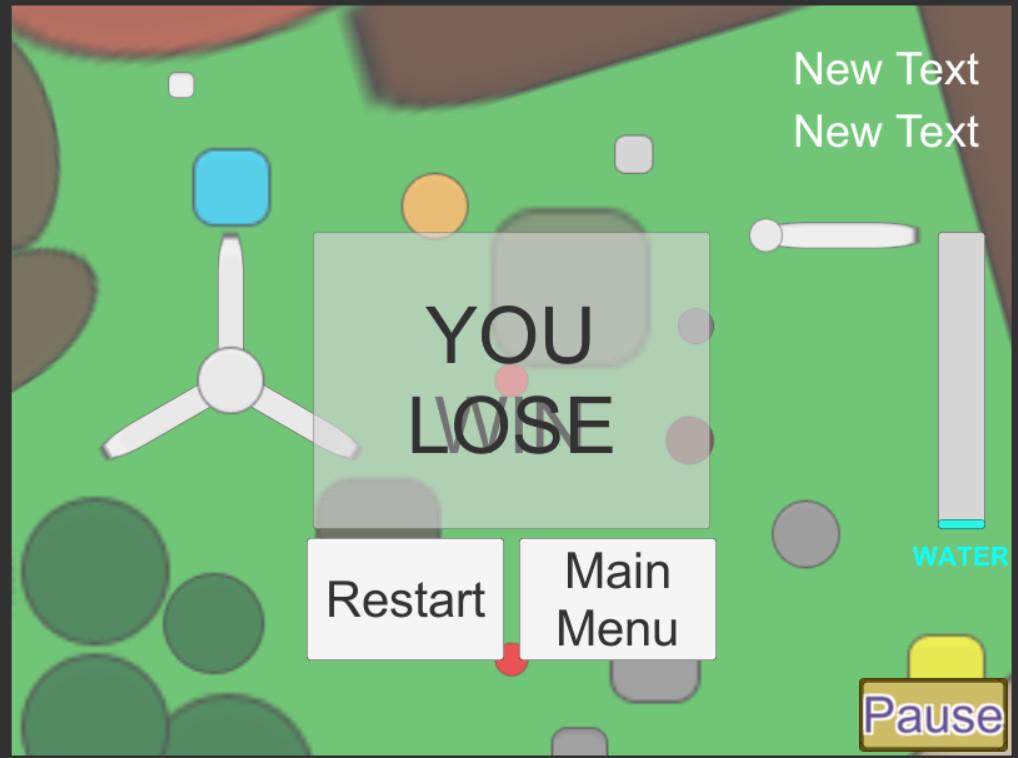 New Text
New Text
YOU
LOSE
WIN
Restart
Main
Menu
WATER
Pause